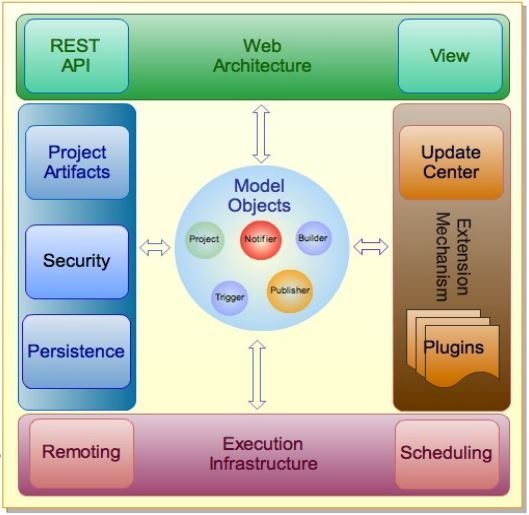 REST
API
Web
Architecture
View
Project
Artifacts
Security
Persistence
Model
Objects
Project
Notifier
Builder
Trigger
Publisher
Update
Center
Extension
Mechanism
Plugins
Remoting
Execution
Infrastructure
Scheduling